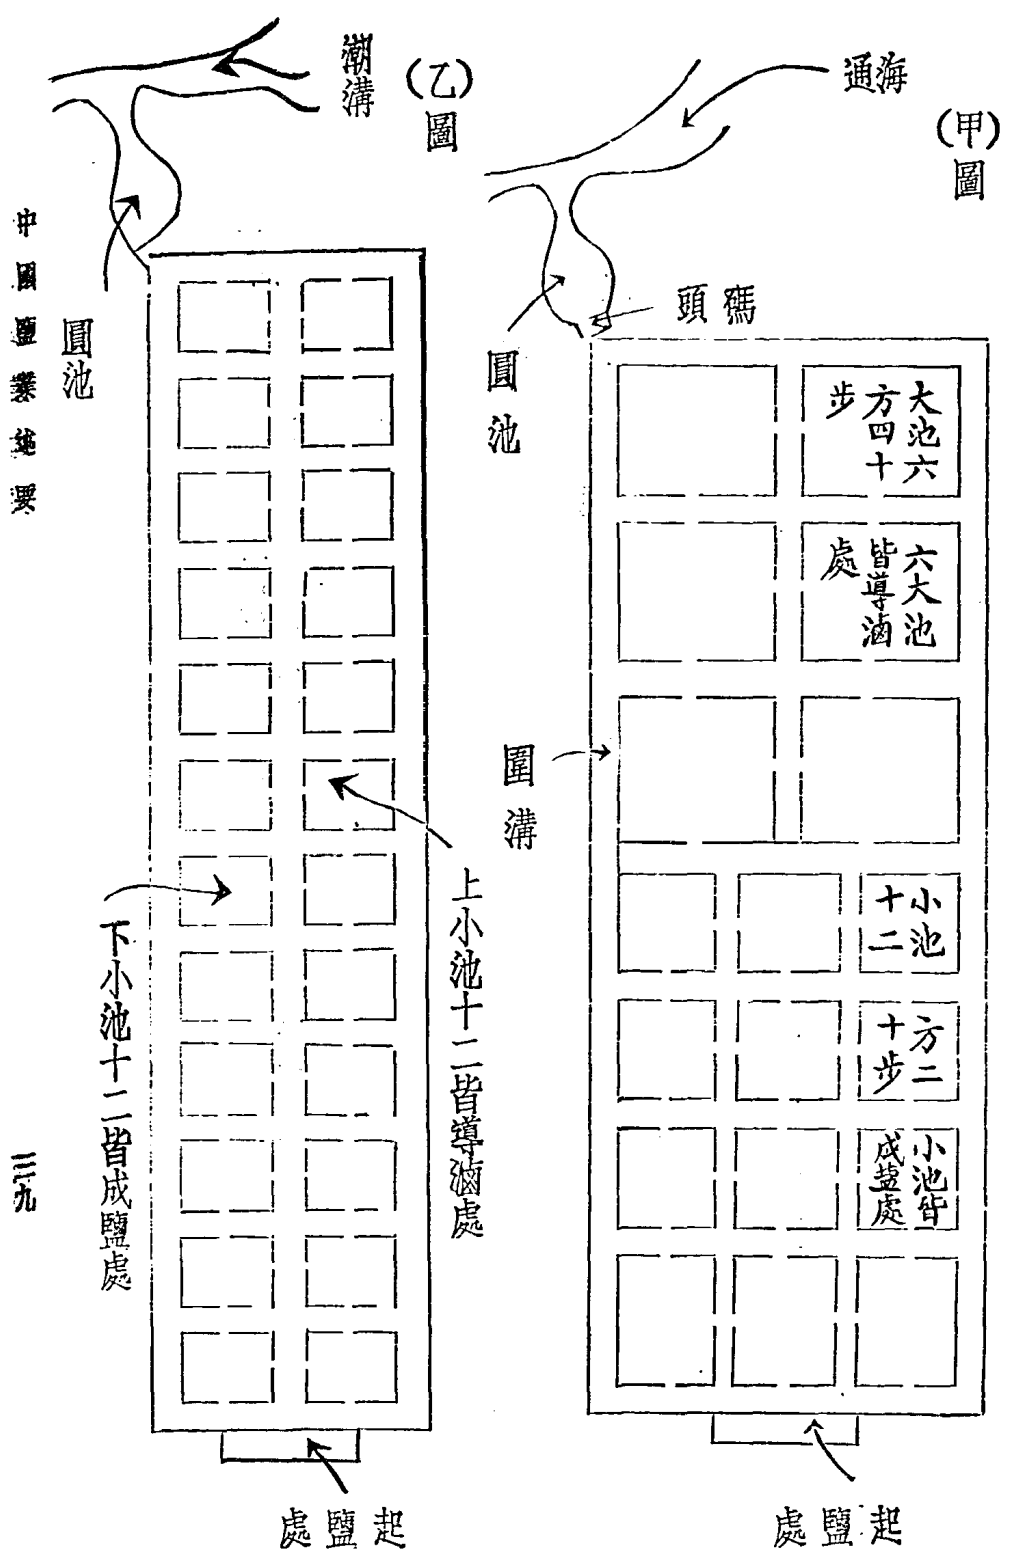 (甲)圖
通海
碼頭
圓池
大池六
方四十
步
六大池
皆導滷
處
圍溝
小池
十二
方二
十步
小池皆
成盐處
起鹽處
(乙)圖
潮溝
圓池
上小池十二皆導滷處
下小池十二皆成鹽處
起鹽處
中國鹽業述要
三二九